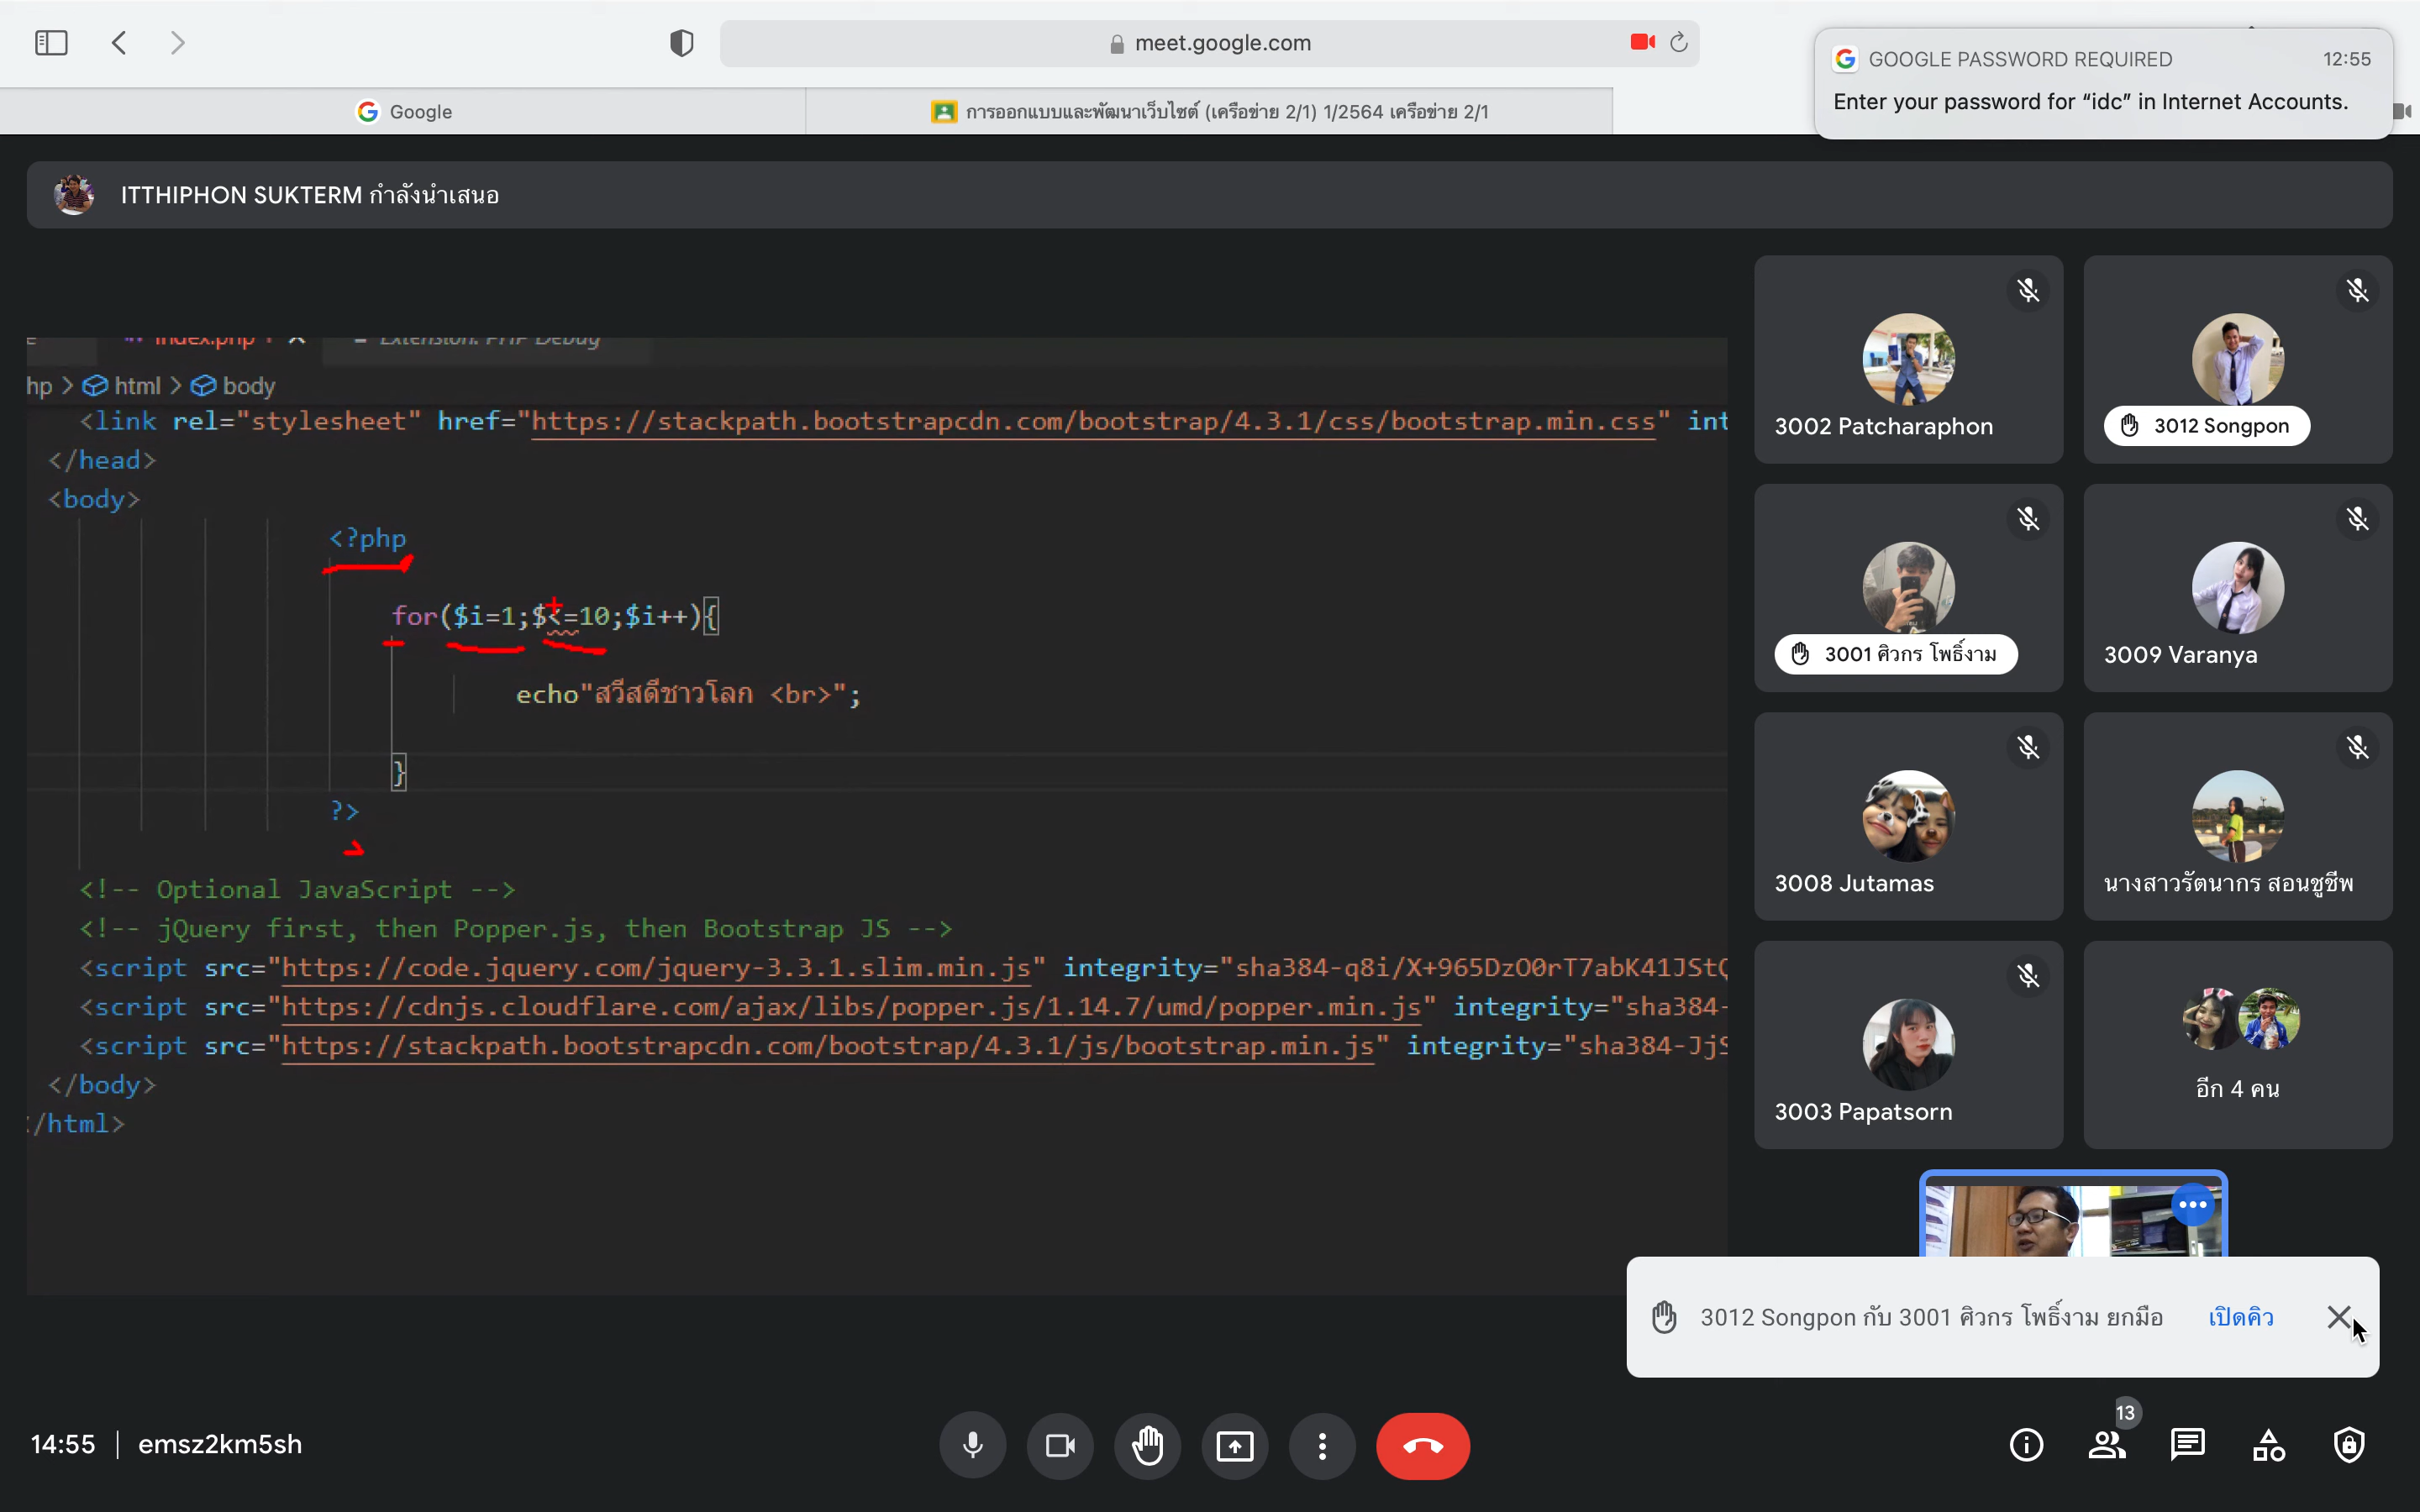 meet.google.com
GOOGLE PASSWORD REQUIRED 12:55
Enter your password for “idc” in Internet Accounts.
Google
การออกแบบและพัฒนาเว็บไซต์ (เครือข่าย 2/1) 1/2564 เครือข่าย 2/1
ITTHIPHON SUKTERM กำลังนำเสนอ
index.php Extension: PHP Debug
hp > html > body
<link rel="stylesheet" href="https://stackpath.bootstrapcdn.com/bootstrap/4.3.1/css/bootstrap.min.css" int
</head>
<body>
<?php
for($i=1;$<=10;$i++){
echo"สวีสดีชาวโลก <br>";
}
?>
<!-- Optional JavaScript -->
<!-- jQuery first, then Popper.js, then Bootstrap JS -->
<script src="https://code.jquery.com/jquery-3.3.1.slim.min.js" integrity="sha384-q8i/X+965DzO0rT7abK41JStQ
<script src="https://cdnjs.cloudflare.com/ajax/libs/popper.js/1.14.7/umd/popper.min.js" integrity="sha384-
<script src="https://stackpath.bootstrapcdn.com/bootstrap/4.3.1/js/bootstrap.min.js" integrity="sha384-JjS
</body>
/html>
3002 Patcharaphon
3012 Songpon
3001 ศิวกร โพธิ์งาม
3009 Varanya
3008 Jutamas
นางสาวรัตนากร สอนชูชีพ
3003 Papatsorn
อีก 4 คน
3012 Songpon กับ 3001 ศิวกร โพธิ์งาม ยกมือ เปิดคิว
14:55 | emsz2km5sh
13